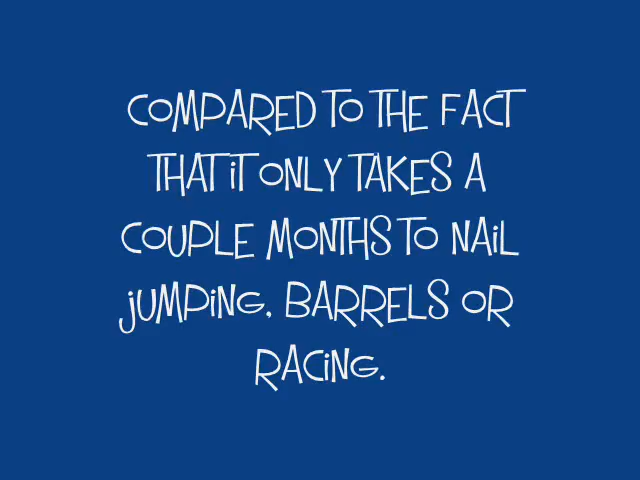 COMPARED TO THE FACT
THAT iT ONLY TAKES A
COUPLE MONTHS TO NAiL
jUMPiNG, BARRELS OR
RACiNG.